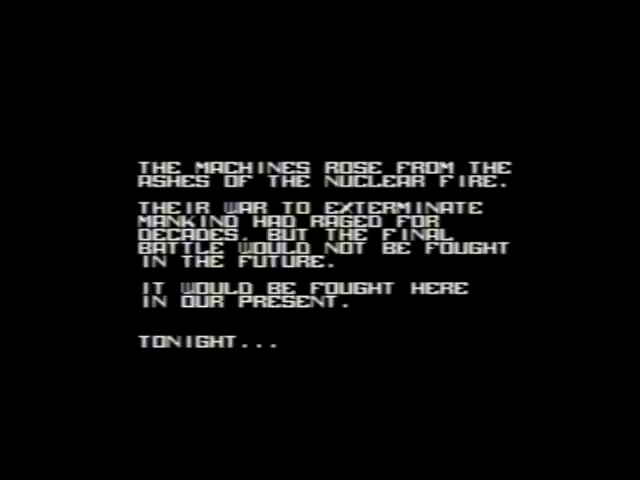 THE MACHINES ROSE FROM THE
ASHES OF THE NUCLEAR FIRE.
THEIR WAR TO EXTERMINATE
MANKIND HAD RAGED FOR
DECADES, BUT THE FINAL
BATTLE WOULD NOT BE FOUGHT
IN THE FUTURE.
IT WOULD BE FOUGHT HERE
IN OUR PRESENT.
TONIGHT...